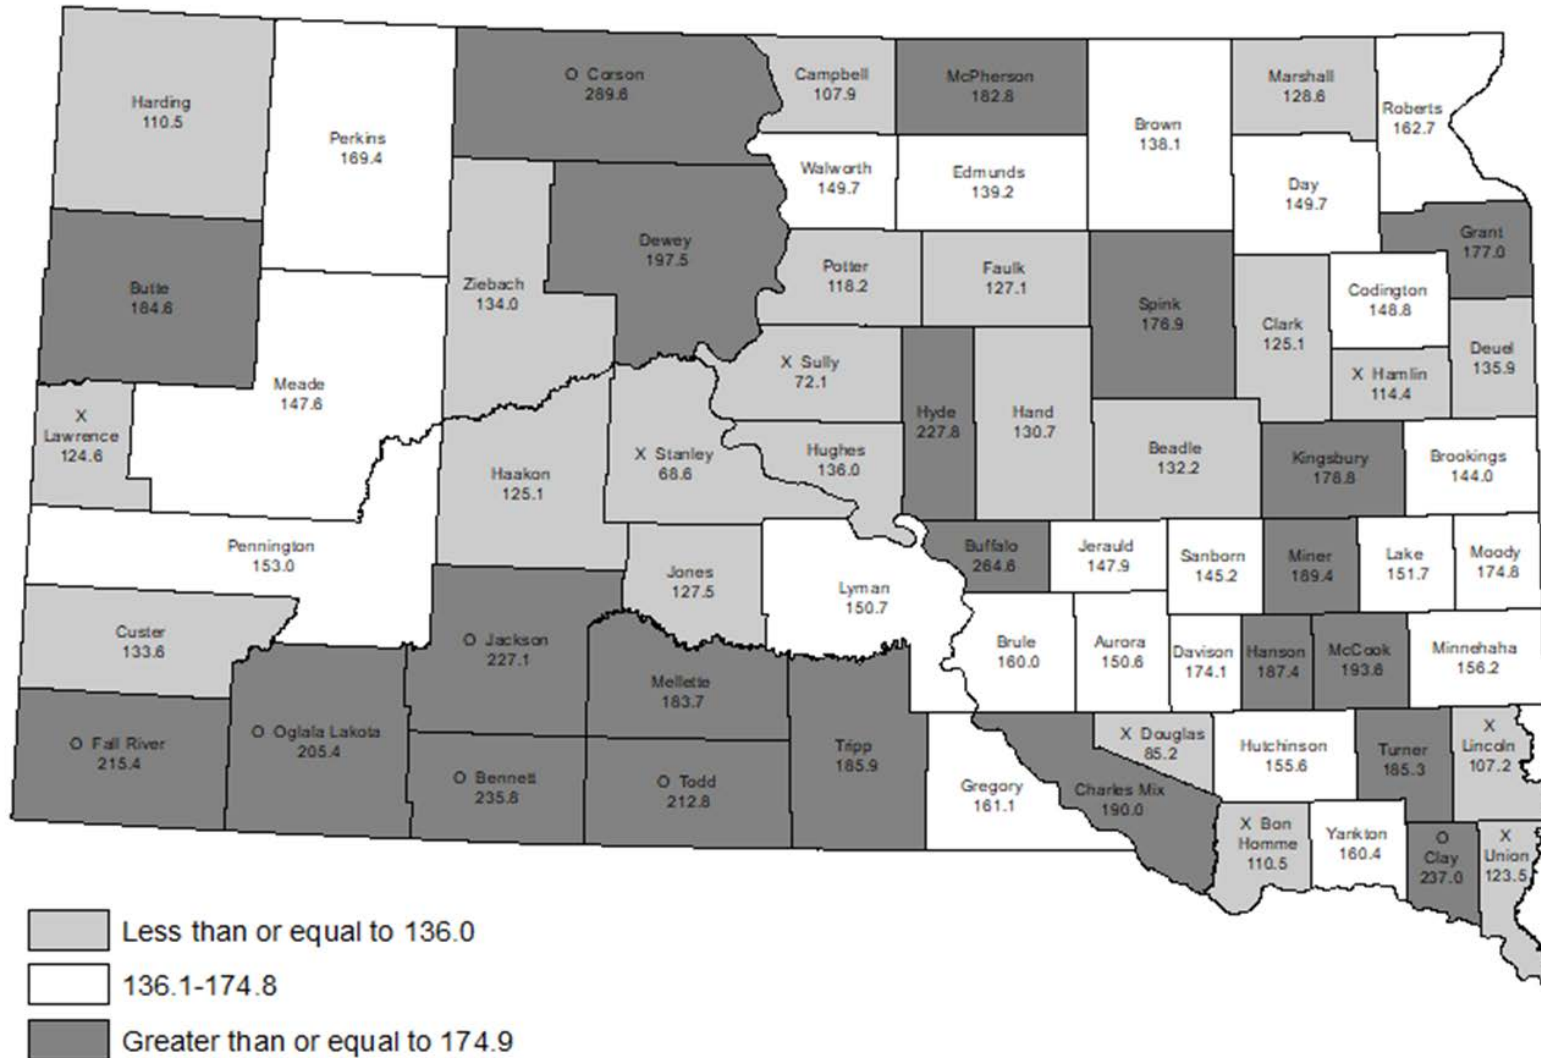 Harding
110.5
Perkins
169.4
O Corson
289.6
Campbell
107.9
McPherson
182.8
Brown
138.1
Marshall
128.6
Roberts
162.7
Walworth
149.7
Edmunds
139.2
Day
149.7
Butte
184.6
Ziebach
134.0
Dewey
197.5
Potter
118.2
Faulk
127.1
Spink
176.9
Grant
177.0
Codington
148.8
Clark
125.1
Deuel
135.9
X Hamlin
114.4
Meade
147.6
X Sully
72.1
X
Lawrence
124.6
Haakon
125.1
X Stanley
68.6
Hughes
136.0
Hyde
227.8
Hand
130.7
Beadle
132.2
Kingsbury
178.8
Brookings
144.0
Pennington
153.0
Jones
127.5
Lyman
150.7
Buffalo
264.6
Jerauld
147.9
Sanborn
145.2
Miner
189.4
Lake
151.7
Moody
174.8
Custer
133.6
O Jackson
227.1
Mellette
183.7
Brule
160.0
Aurora
150.6
Davison
174.1
Hanson
187.4
McCook
193.6
Minnehaha
156.2
O Fall River
215.4
O Oglala Lakota
205.4
O Bennett
235.8
O Todd
212.8
Tripp
185.9
Gregory
161.1
Charles Mix
190.0
X Douglas
85.2
Hutchinson
155.6
Turner
185.3
X
Lincoln
107.2
X Bon
Homme
110.5
Yankton
160.4
O
Clay
237.0
X
Union
123.5
Less than or equal to 136.0
136.1-174.8
Greater than or equal to 174.9